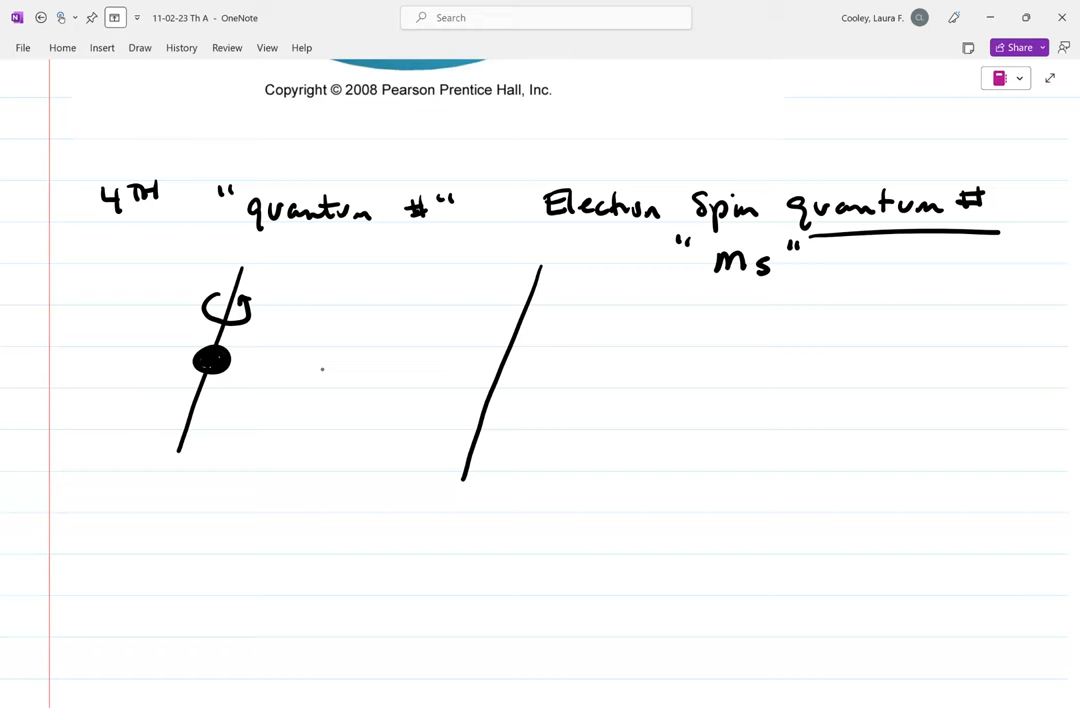 11-02-23 Th A - OneNote
Search
Cooley, Laura F.
CL
File Home Insert Draw History Review View Help
Share
Copyright © 2008 Pearson Prentice Hall, Inc.
4TH "quantum #" Electron Spin quantum #
"ms"